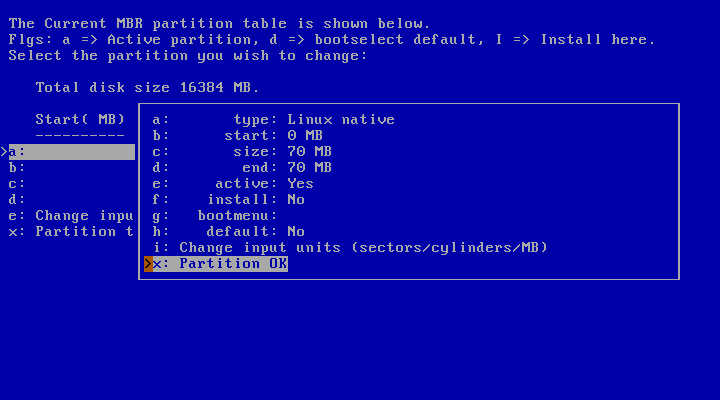 The Current MBR partition table is shown below.
Flgs: a => Active partition, d => bootselect default, I => Install here.
Select the partition you wish to change:
Total disk size 16384 MB.
Start( MB)
----------
>a:
b:
c:
d:
e: Change inpu
x: Partition t
a: type: Linux native
b: start: 0 MB
c: size: 70 MB
d: end: 70 MB
e: active: Yes
f: install: No
g: bootmenu:
h: default: No
i: Change input units (sectors/cylinders/MB)
>x: Partition OK